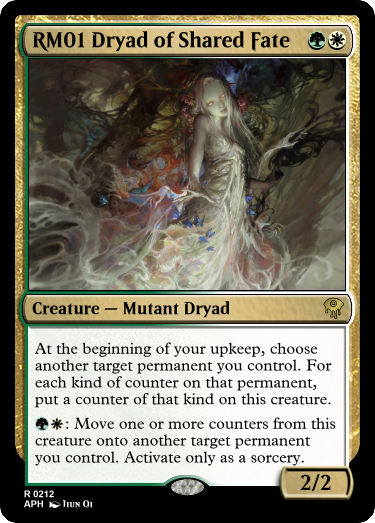 RM01 Dryad of Shared Fate
Creature — Mutant Dryad
At the beginning of your upkeep, choose
another target permanent you control. For
each kind of counter on that permanent,
put a counter of that kind on this creature.
: Move one or more counters from this
creature onto another target permanent
you control. Activate only as a sorcery.
2/2
R 0212
APH Jiun Oi